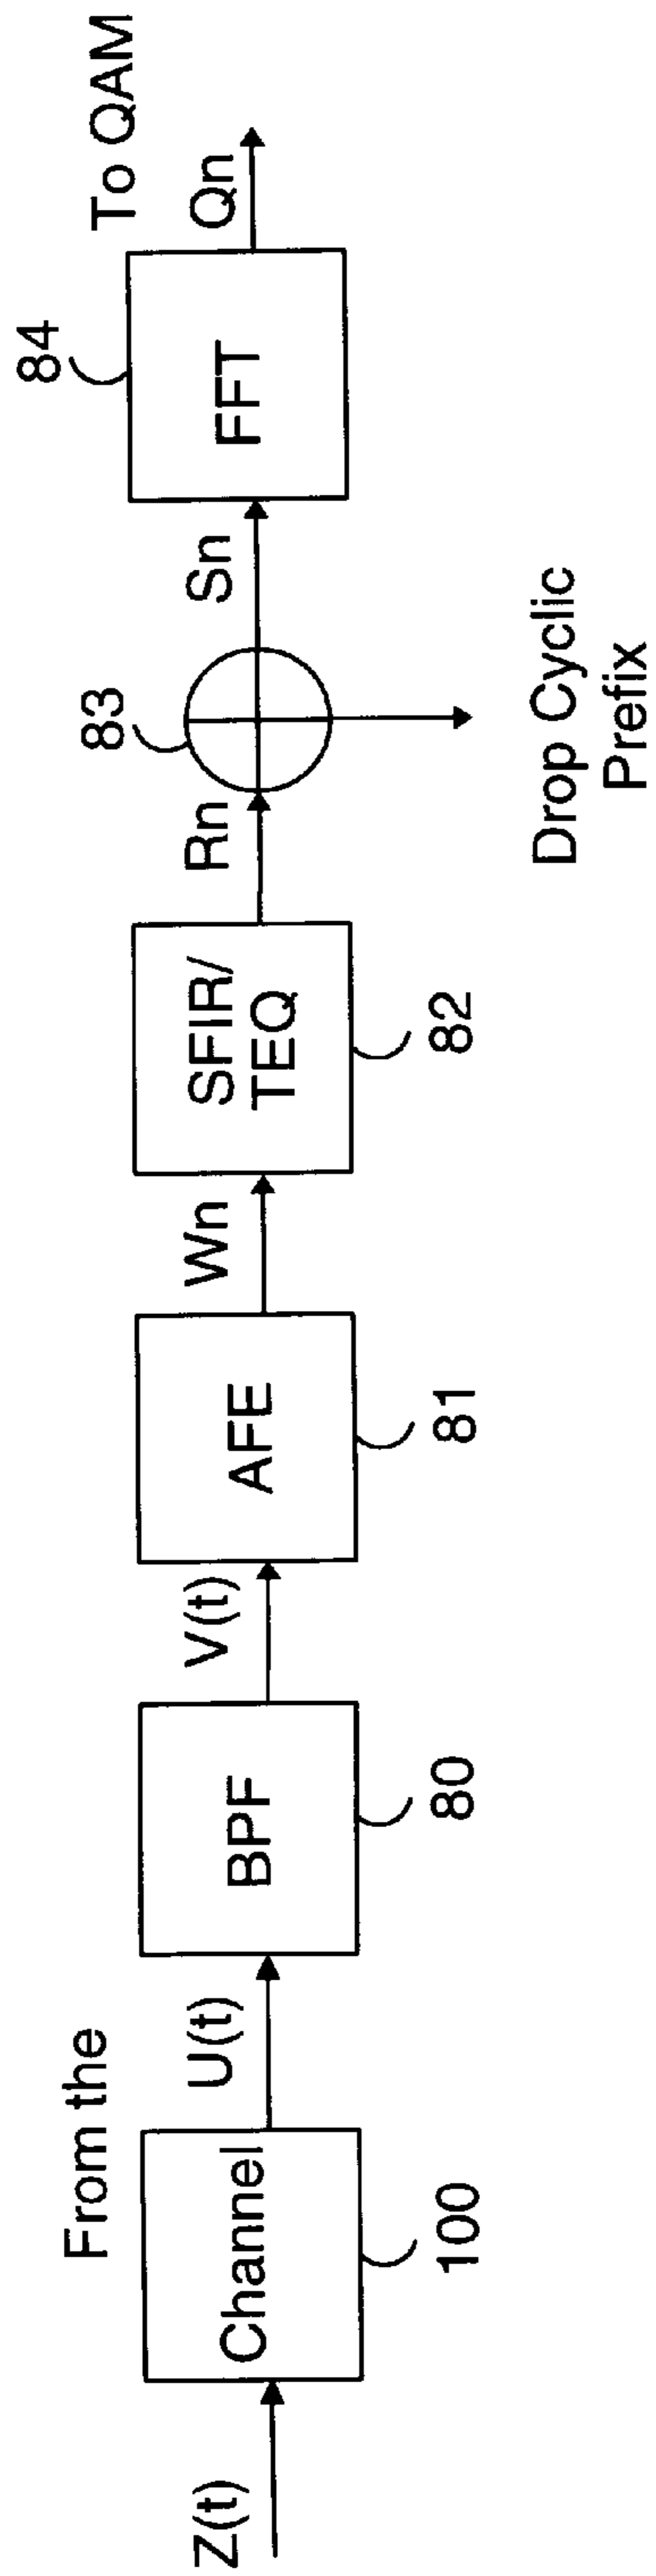 From the
To QAM
Z(t)
Channel
100
U(t)
BPF
80
V(t)
AFE
81
Wn
SFIR/
TEQ
82
Rn
83
Drop Cyclic
Prefix
Sn
FFT
84
Qn